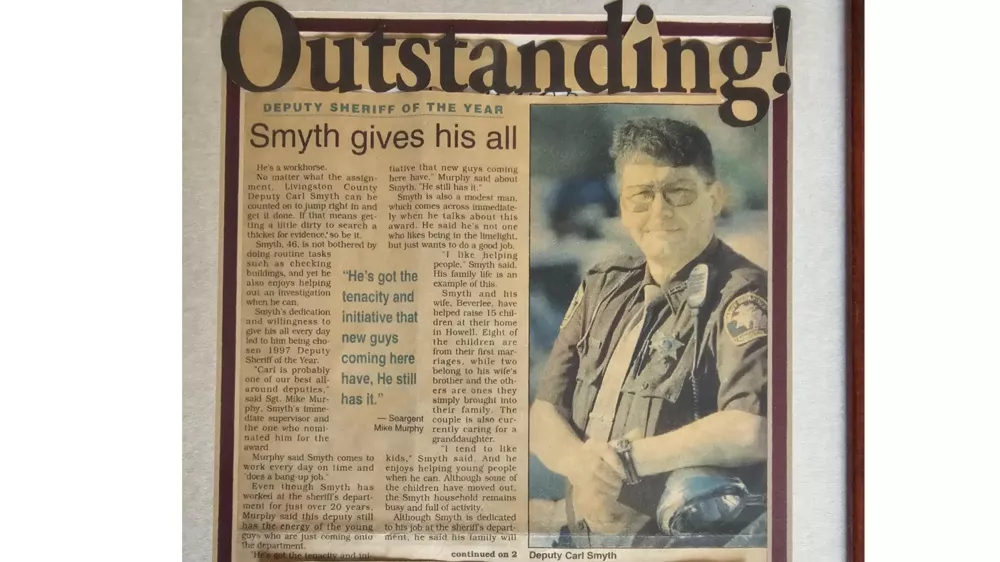 Outstanding!
DEPUTY SHERIFF OF THE YEAR
Smyth gives his all
He's a workhorse.
No matter what the assign-
ment, Livingston County
Deputy Carl Smyth can be
counted on to jump right in and
get it done. If that means get-
ting a little dirty to search a
thicket for evidence, so be it.
Smyth, 46, is not bothered by
doing routine tasks
such as checking
buildings, and yet he
also enjoys helping
out an investigation
when he can.
Smyth's dedication
and willingness to
give his all every day
led to him being cho-
sen 1997 Deputy
Sheriff of the Year.
"Carl is probably
one of our best all-
around deputies,"
said Sgt. Mike Mur-
phy, Smyth's imme-
diate supervisor and
the one who nomi-
nated him for the
award.
Murphy said Smyth comes to
work every day on time and
"does a bang-up job."
Even though Smyth has
worked at the sheriff's depart-
ment for just over 20 years,
Murphy said this deputy still
has the energy of the young
guys who are just coming onto
the department.
"He's got the tenacity and ini-
tiative that new guys coming
here have," Murphy said about
Smyth. "He still has it."
Smyth is also a modest man,
which comes across immediate-
ly when he talks about this
award. He said he's not one
who likes being in the limelight,
but just wants to do a good job.
"I like helping
people," Smyth said.
His family life is an
example of this.
Smyth and his
wife, Beverlee, have
helped raise 15 chil-
dren at their home
in Howell. Eight of
the children are
from their first mar-
riages, while two
belong to his wife's
brother and the oth-
ers are ones they
simply brought into
their family. The
couple is also cur-
rently caring for a
granddaughter.
"I tend to like
kids," Smyth said. And he
enjoys helping young people
when he can. Although some of
the children have moved out,
the Smyth household remains
busy and full of activity.
Although Smyth is dedicated
to his job at the sheriff's depart-
ment, he said his family will
continued on 2
"He's got the
tenacity and
initiative that
new guys
coming here
have, He still
has it."
— Seargent
Mike Murphy
Deputy Carl Smyth